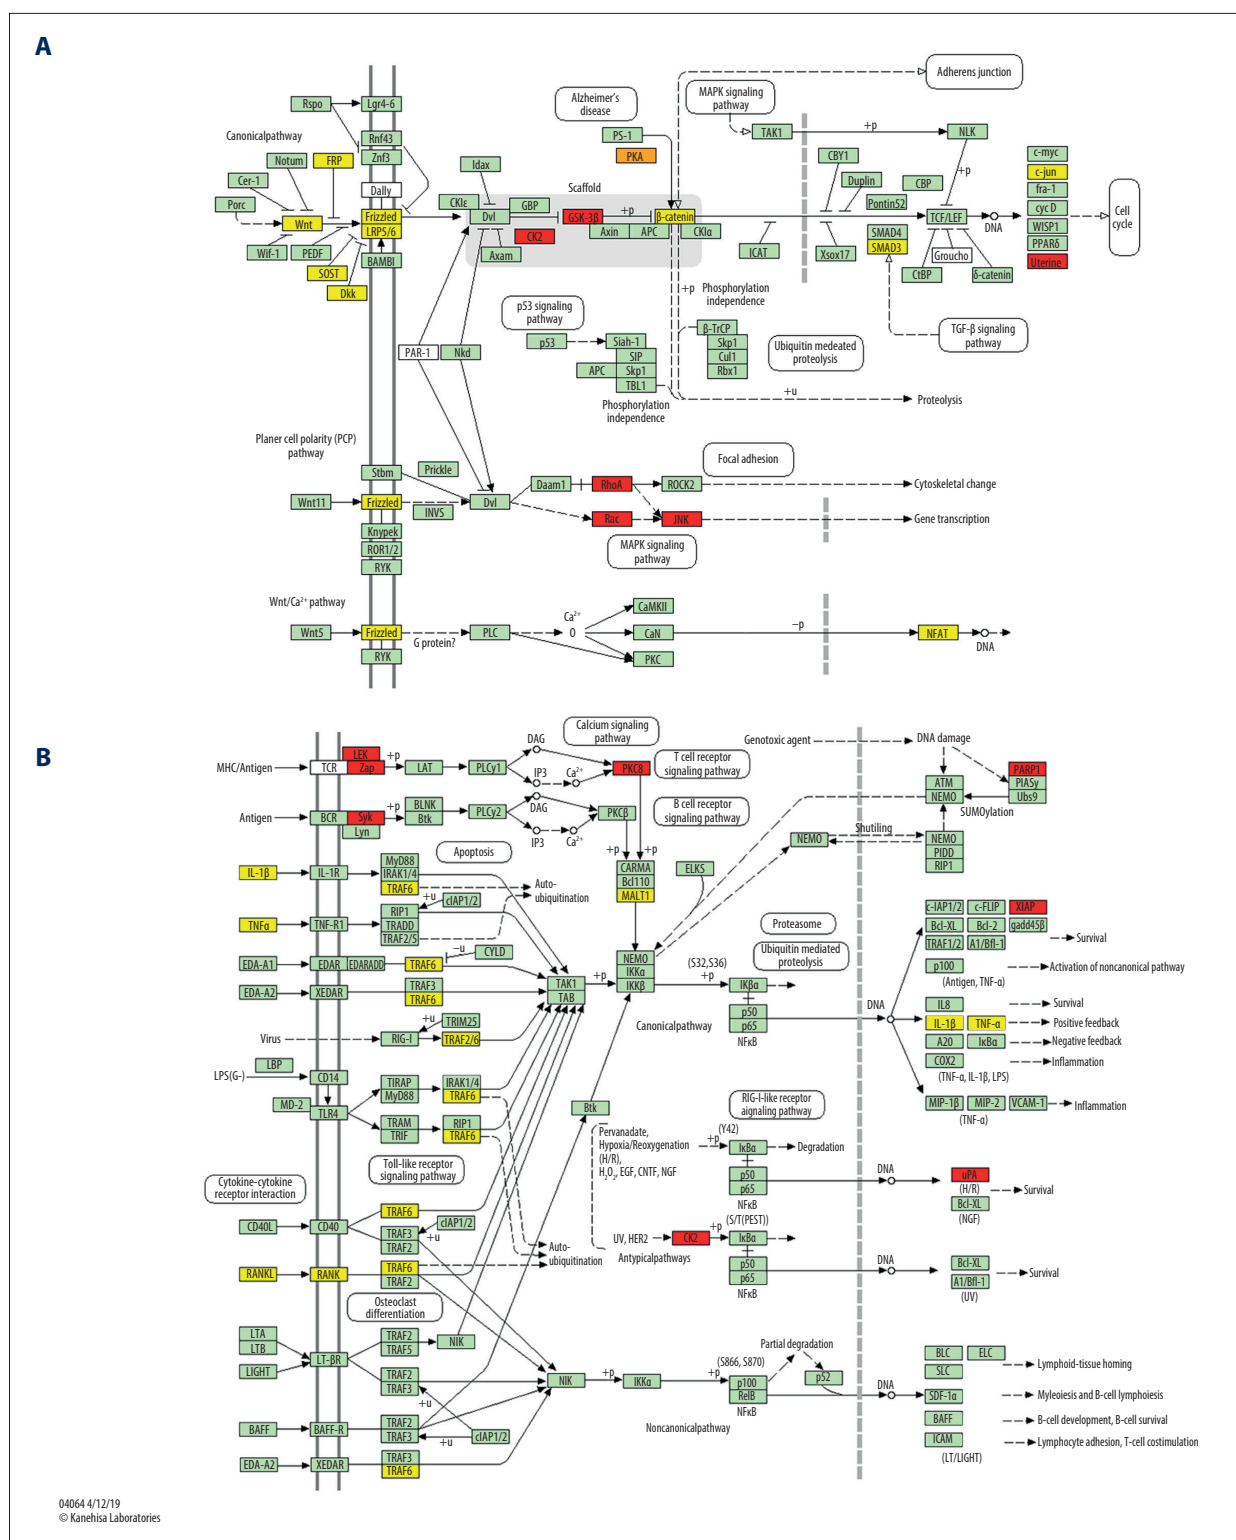 A
Adherens junction
MAPK signaling
pathway
Alzheimer's
disease
Rspo
Lgr4-6
Canonicalpathway
Rnf43
Znf3
Notum
FRP
Cer-1
Dally
Porc
Wnt
Frizzled
LRP5/6
Wif-1
PEDF
BAMBI
SOST
Dkk
PS-1
PKA
TAK1
+p
NLK
Idax
Scaffold
CKIε
Dvl
GBP
GSK-3β
+p
β-catenin
CK2
Axin
APC
CKIα
Axam
CBY1
Duplin
CBP
Pontin52
+p
TCF/LEF
DNA
ICAT
Xsox17
SMAD4
SMAD3
Groucho
CtBP
δ-catenin
c-myc
c-jun
fra-1
cyc D
WISP1
PPARδ
Uterine
Cell
cycle
TGF-β signaling
pathway
+p
Phosphorylation
independence
p53 signaling
pathway
p53
Siah-1
SIP
APC
Skp1
TBL1
Phosphorylation
independence
β-TrCP
Skp1
Cul1
Rbx1
Ubiquitin medeated
proteolysis
+u
Proteolysis
PAR-1
Nkd
Planer cell polarity (PCP)
pathway
Stbm
Prickle
Wnt11
Frizzled
INVS
Dvl
Knypek
ROR1/2
RYK
Daam1
RhoA
ROCK2
Focal adhesion
Cytoskeletal change
Rac
JNK
Gene transcription
MAPK signaling
pathway
Wnt/Ca²⁺ pathway
Wnt5
Frizzled
RYK
G protein?
PLC
Ca²⁺
0
CaMKII
CaN
PKC
−p
NFAT
DNA
B
Calcium signaling
pathway
Genotoxic agent
DNA damage
MHC/Antigen
TCR
LEK
Zap
+p
LAT
PLCy1
DAG
IP3
Ca²⁺
PKC8
T cell receptor
signaling pathway
ATM
NEMO
PARP1
PIASy
Ubs9
SUMOylation
Antigen
BCR
Syk
Lyn
+p
BLNK
Btk
PLCy2
DAG
IP3
Ca²⁺
PKCβ
B cell receptor
signaling pathway
NEMO
Shutiling
NEMO
PIDD
RIP1
+p
+p
CARMA
Bcl110
MALT1
ELKS
Apoptosis
IL-1β
IL-1R
MyD88
IRAK1/4
TRAF6
Auto-
ubiquitination
TNFα
TNF-R1
RIP1
TRADD
TRAF2/5
+u
cIAP1/2
EDA-A1
EDAR
EDARADD
TRAF6
−u
CYLD
EDA-A2
XEDAR
TRAF3
TRAF6
TAK1
TAB
+p
NEMO
IKKα
IKKβ
(S32,S36)
+p
IKβα
p50
p65
NFκB
Canonicalpathway
Proteasome
Ubiquitin mediated
proteolysis
DNA
c-IAP1/2
c-FLIP
XIAP
Bcl-XL
Bcl-2
gadd45β
TRAF1/2
A1/Bfl-1
Survival
p100
Activation of noncanonical pathway
(Antigen, TNF-α)
IL8
Survival
IL-1β
TNF-α
Positive feedback
A20
IκBα
Negative feedback
COX2
Inflammation
(TNF-α, IL-1β, LPS)
MIP-1β
MIP-2
VCAM-1
Inflammation
(TNF-α)
Virus
RIG-I
+u
TRIM25
TRAF2/6
LPS(G-)
LBP
CD14
MD-2
TLR4
TIRAP
MyD88
IRAK1/4
TRAF6
TRAM
TRIF
RIP1
TRAF6
Toll-like receptor
signaling pathway
Cytokine-cytokine
receptor interaction
Btk
Pervanadate,
Hypoxia/Reoxygenation
(H/R),
H₂O₂, EGF, CNTF, NGF
RIG-I-like receptor
aignaling pathway
(Y42)
+p
IκBα
Degradation
p50
p65
NFκB
DNA
uPA
(H/R)
Bcl-XL
(NGF)
Survival
CD40L
CD40
TRAF6
TRAF3
TRAF2
cIAP1/2
+u
Auto-
ubiquitination
UV, HER2
CK2
+p
(S/T(PEST))
IκBα
Antypicalpathways
p50
p65
NFκB
DNA
Bcl-XL
A1/Bfl-1
(UV)
Survival
RANKL
RANK
TRAF6
TRAF2
Osteoclast
differentiation
LTA
LTB
LIGHT
LT-βR
TRAF2
TRAF5
NIK
TRAF2
TRAF3
+u
NIK
+p
IKKα
+p
(S866, S870)
p100
RelB
NFκB
Partial degradation
p52
Noncanonicalpathway
DNA
BLC
ELC
SLC
Lymphoid-tissue homing
SDF-1α
Myleoiesis and B-cell lymphoiesis
BAFF
B-cell development, B-cell survival
ICAM
Lymphocyte adhesion, T-cell costimulation
(LT/LIGHT)
BAFF
BAFF-R
TRAF2
TRAF3
+u
cIAP1/2
EDA-A2
XEDAR
TRAF3
TRAF6
04064 4/12/19
© Kanehisa Laboratories